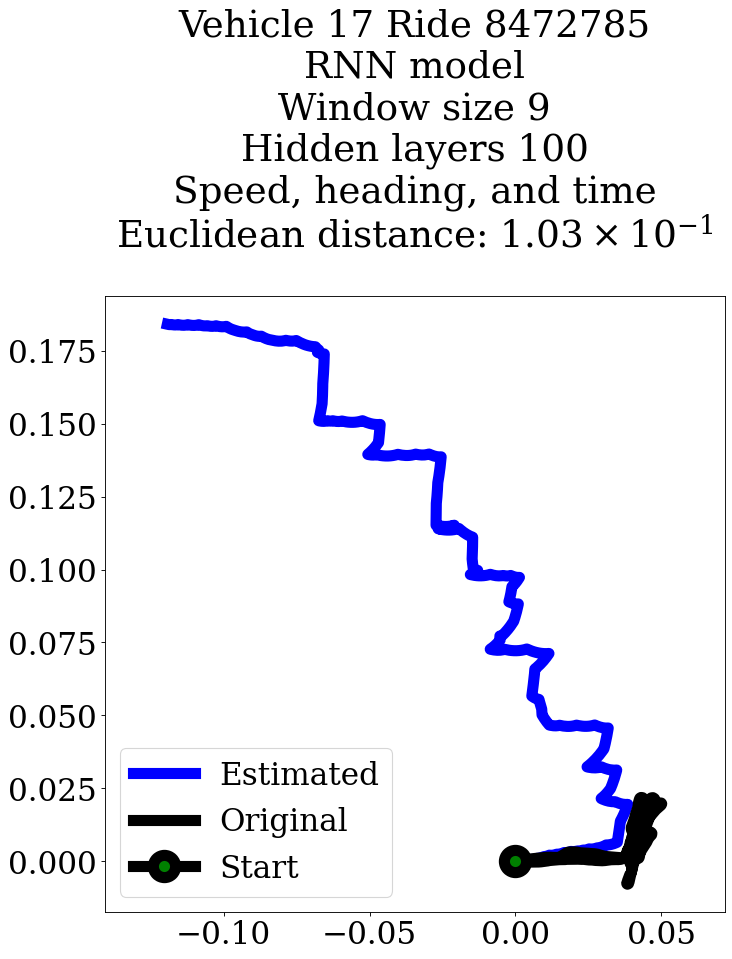 Vehicle 17 Ride 8472785
RNN model
Window size 9
Hidden layers 100
Speed, heading, and time
Euclidean distance: 1.03 × 10⁻¹
0.175
0.150
0.125
0.100
0.075
0.050
0.025
0.000
Estimated
Original
Start
−0.10 −0.05 0.00 0.05